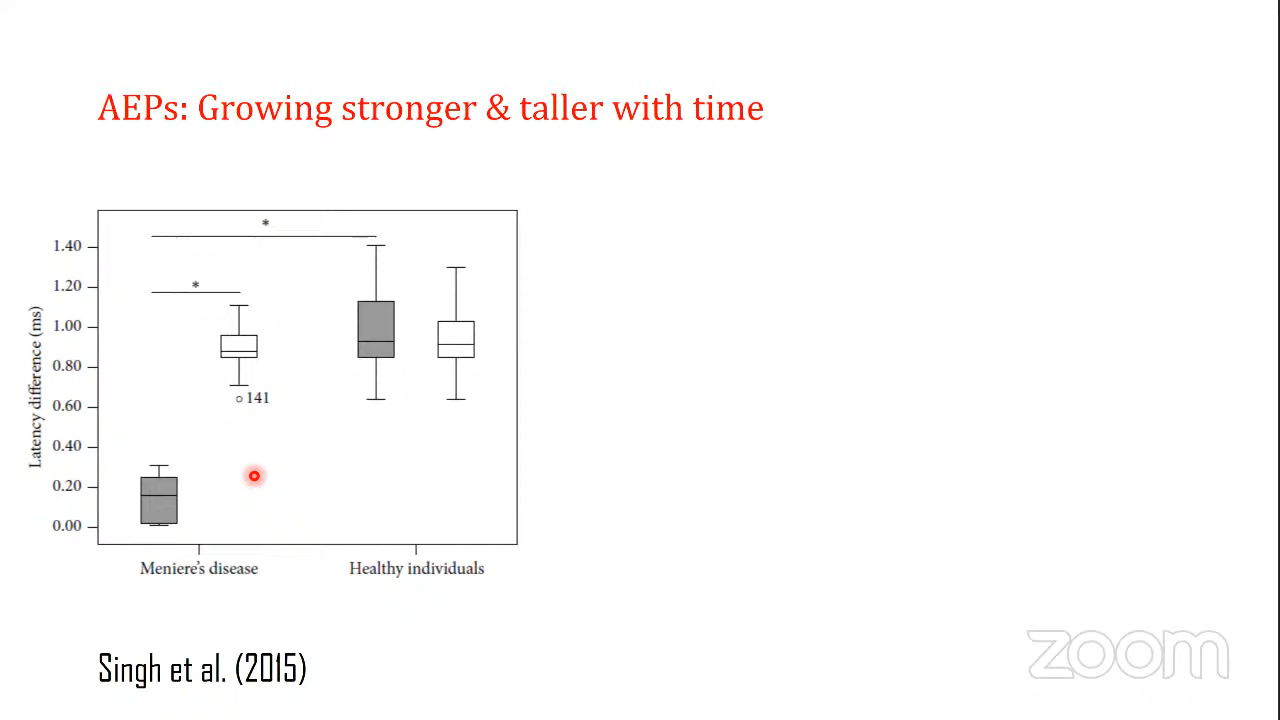 AEPs: Growing stronger & taller with time
*
1.40
1.20
*
1.00
0.80
0.60
141
0.40
0.20
0.00
Latency difference (ms)
Meniere's disease
Healthy individuals
Singh et al. (2015)
zoom